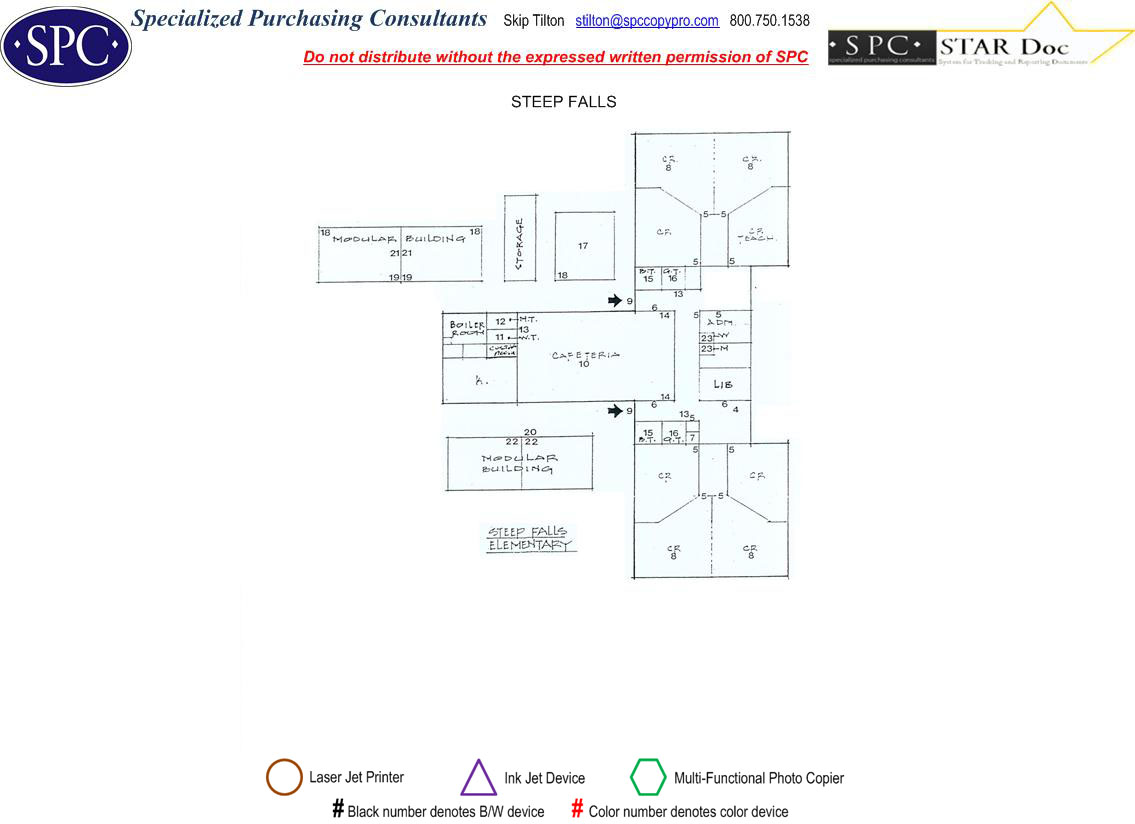 SPC
Specialized Purchasing Consultants Skip Tilton stilton@spccopypro.com 800.750.1538
Do not distribute without the expressed written permission of SPC
SPC STAR Doc
specialized purchasing consultants System for Tracking and Reporting Documents
STEEP FALLS
C.R. C.R.
8 8
5 5
C.R. C.R.
TEACH.
5 5
18 MODULAR BUILDING 18
21 21
19 19
STORAGE
17
18
B.T. G.T.
15 16
13
9
6
14
BOILER
ROOM
12 M.T.
13
11 W.T.
5 5
ADM.
23 W
23 M
CAFETERIA
10
K.
LIB
14
6
9
6
4
13 5
15 16
B.T. G.T. 7
20
22 22
MODULAR
BUILDING
5 5
CR CR
5 5
CR CR
8 8
STEEP FALLS
ELEMENTARY
Laser Jet Printer Ink Jet Device Multi-Functional Photo Copier
# Black number denotes B/W device # Color number denotes color device